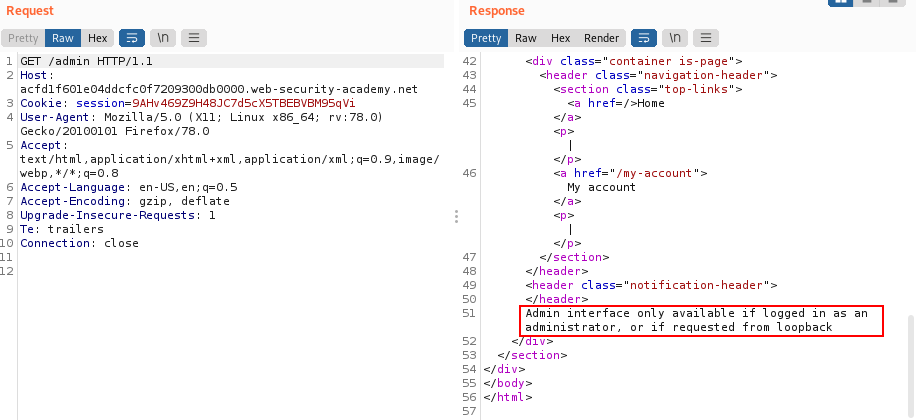 Request
Pretty Raw Hex \n
1 GET /admin HTTP/1.1
2 Host:
acfd1f601e04ddcfc0f7209300db0000.web-security-academy.net
3 Cookie: session=9AHv469Z9H48JC7d5cX5TBEBVBM95qVi
4 User-Agent: Mozilla/5.0 (X11; Linux x86_64; rv:78.0)
Gecko/20100101 Firefox/78.0
5 Accept:
text/html,application/xhtml+xml,application/xml;q=0.9,image/
webp,*/*;q=0.8
6 Accept-Language: en-US,en;q=0.5
7 Accept-Encoding: gzip, deflate
8 Upgrade-Insecure-Requests: 1
9 Te: trailers
10 Connection: close
11
12
Response
Pretty Raw Hex Render \n
42 <div class="container is-page">
43 <header class="navigation-header">
44 <section class="top-links">
45 <a href=/>Home
</a>
<p>
|
</p>
46 <a href="/my-account">
My account
</a>
<p>
|
</p>
47 </section>
48 </header>
49 <header class="notification-header">
50 </header>
51 Admin interface only available if logged in as an
administrator, or if requested from loopback
52 </div>
53 </section>
54 </div>
55 </body>
56 </html>
57